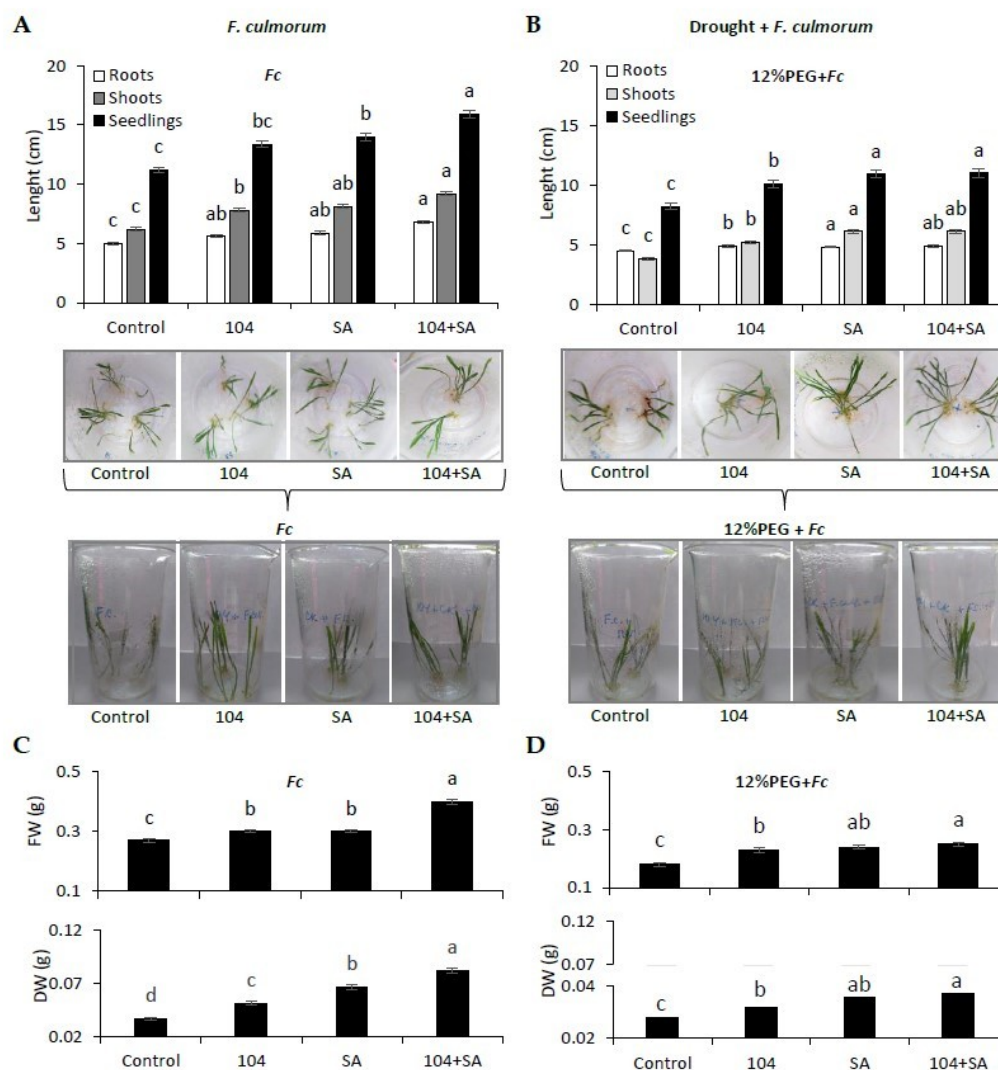 A
F. culmorum
Fc
Roots
Shoots
Seedlings
Lenght (cm)
20
15
10
5
0
c c c
ab b bc
ab ab b
a a a
Control 104 SA 104+SA
Control 104 SA 104+SA
Fc
F.C.
Control 104 SA 104+SA
B
Drought + F. culmorum
12%PEG+Fc
Roots
Shoots
Seedlings
Lenght (cm)
20
15
10
5
0
c c c
b b b
a a a
ab ab a
Control 104 SA 104+SA
Control 104 SA 104+SA
12%PEG + Fc
Control 104 SA 104+SA
C
Fc
FW (g)
0.5
0.3
0.1
c b b a
DW (g)
0.12
0.07
0.02
d c b a
Control 104 SA 104+SA
D
12%PEG+Fc
FW (g)
0.5
0.3
0.1
c b ab a
DW (g)
0.12
0.07
0.04
0.02
c b ab a
Control 104 SA 104+SA